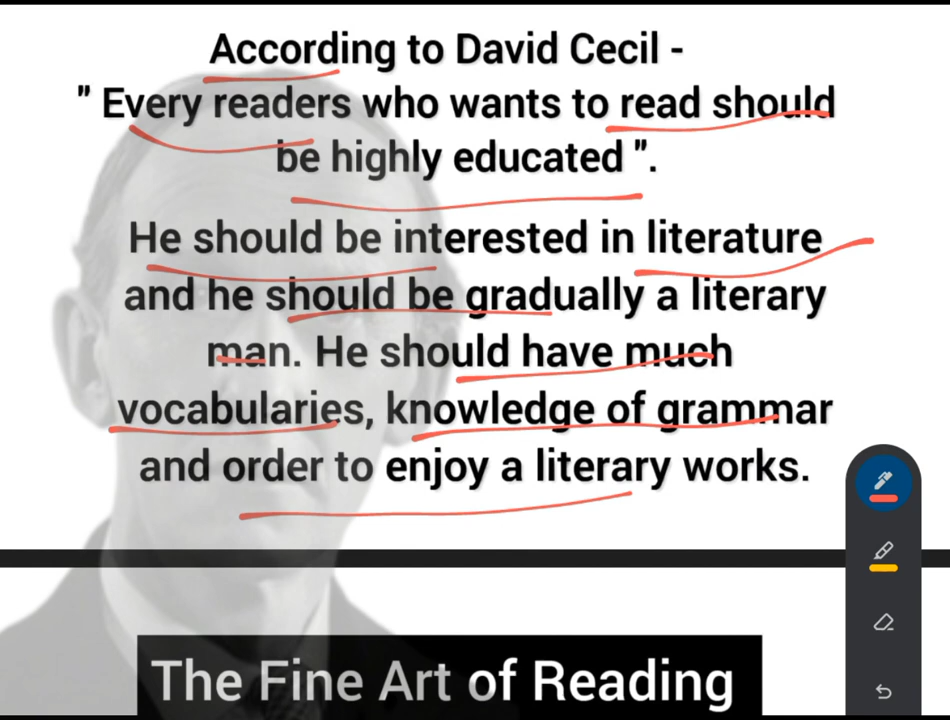 According to David Cecil -
" Every readers who wants to read should
be highly educated ".
He should be interested in literature
and he should be gradually a literary
man. He should have much
vocabularies, knowledge of grammar
and order to enjoy a literary works.
The Fine Art of Reading